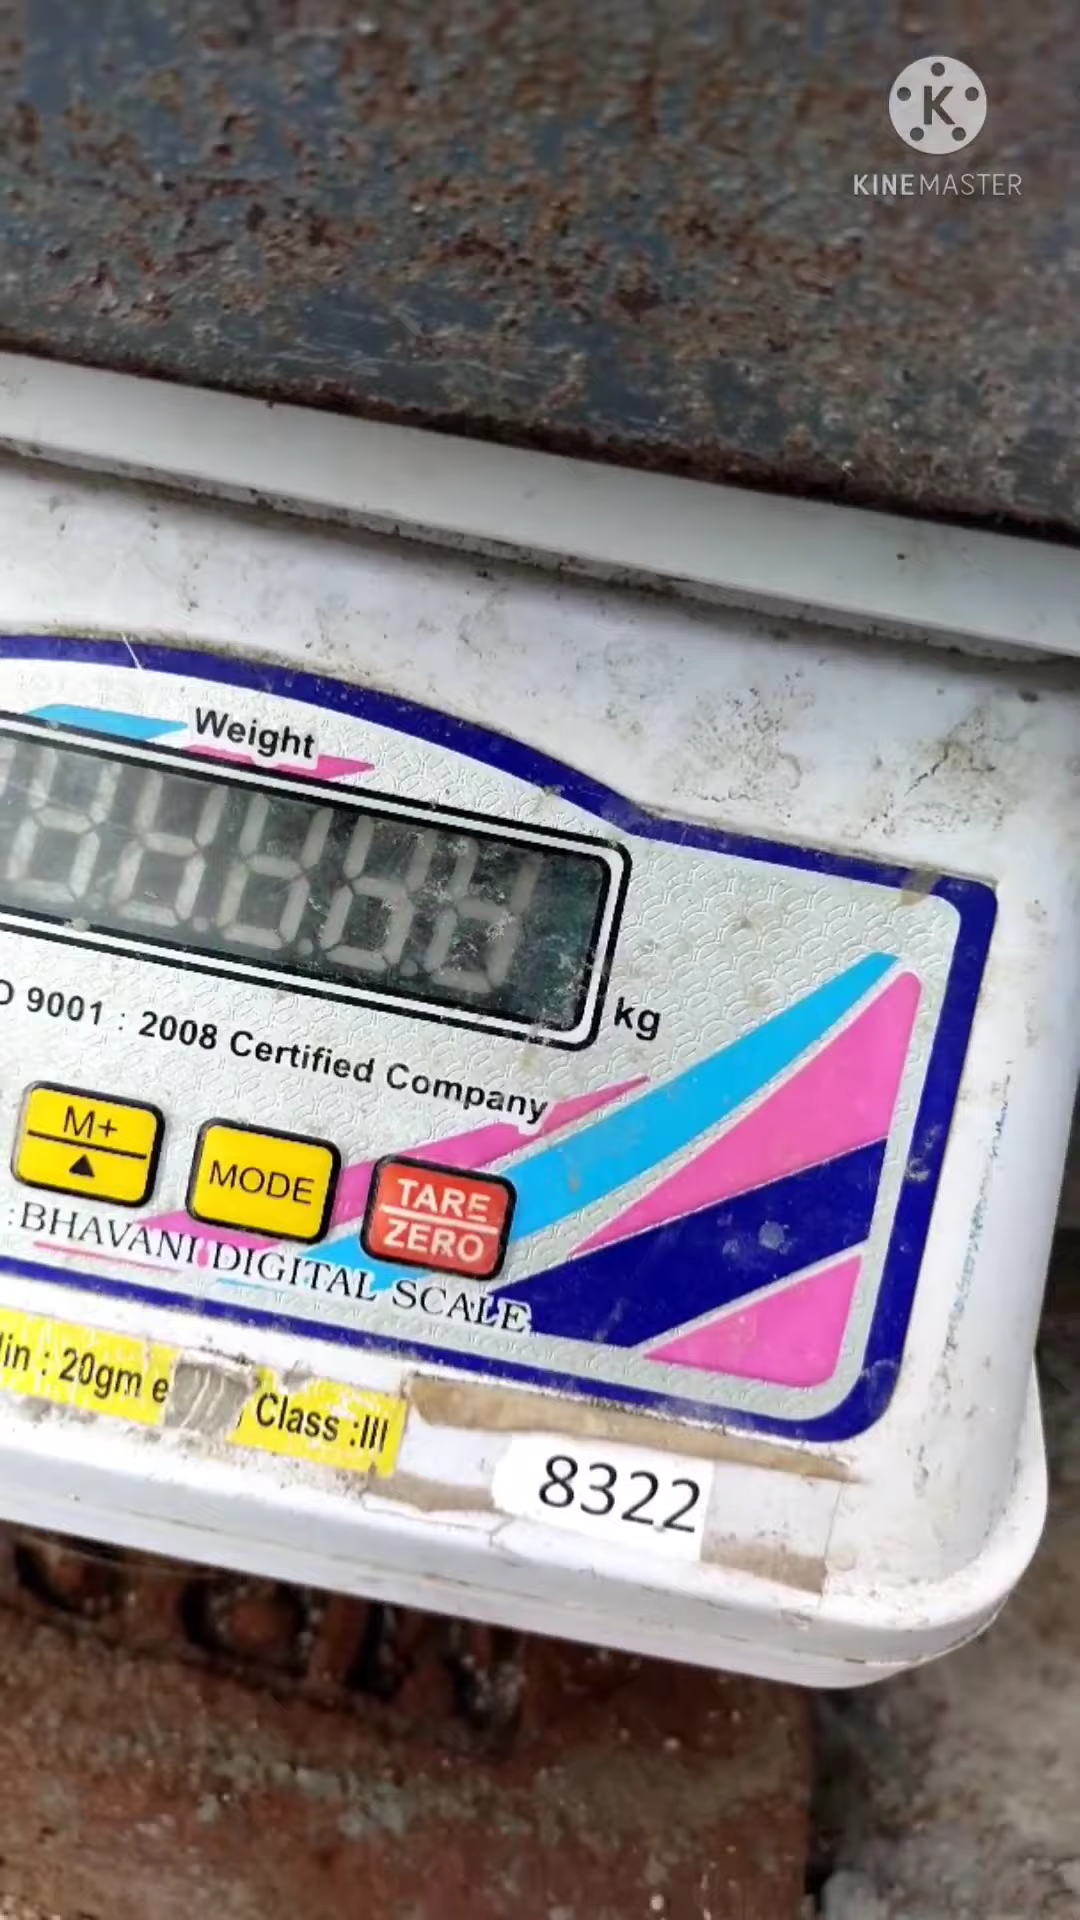 K
KINEMASTER
Weight
kg
9001 : 2008 Certified Company
M+
MODE
TARE
ZERO
:BHAVANI DIGITAL SCALE
: 20gm e
Class :III
8322